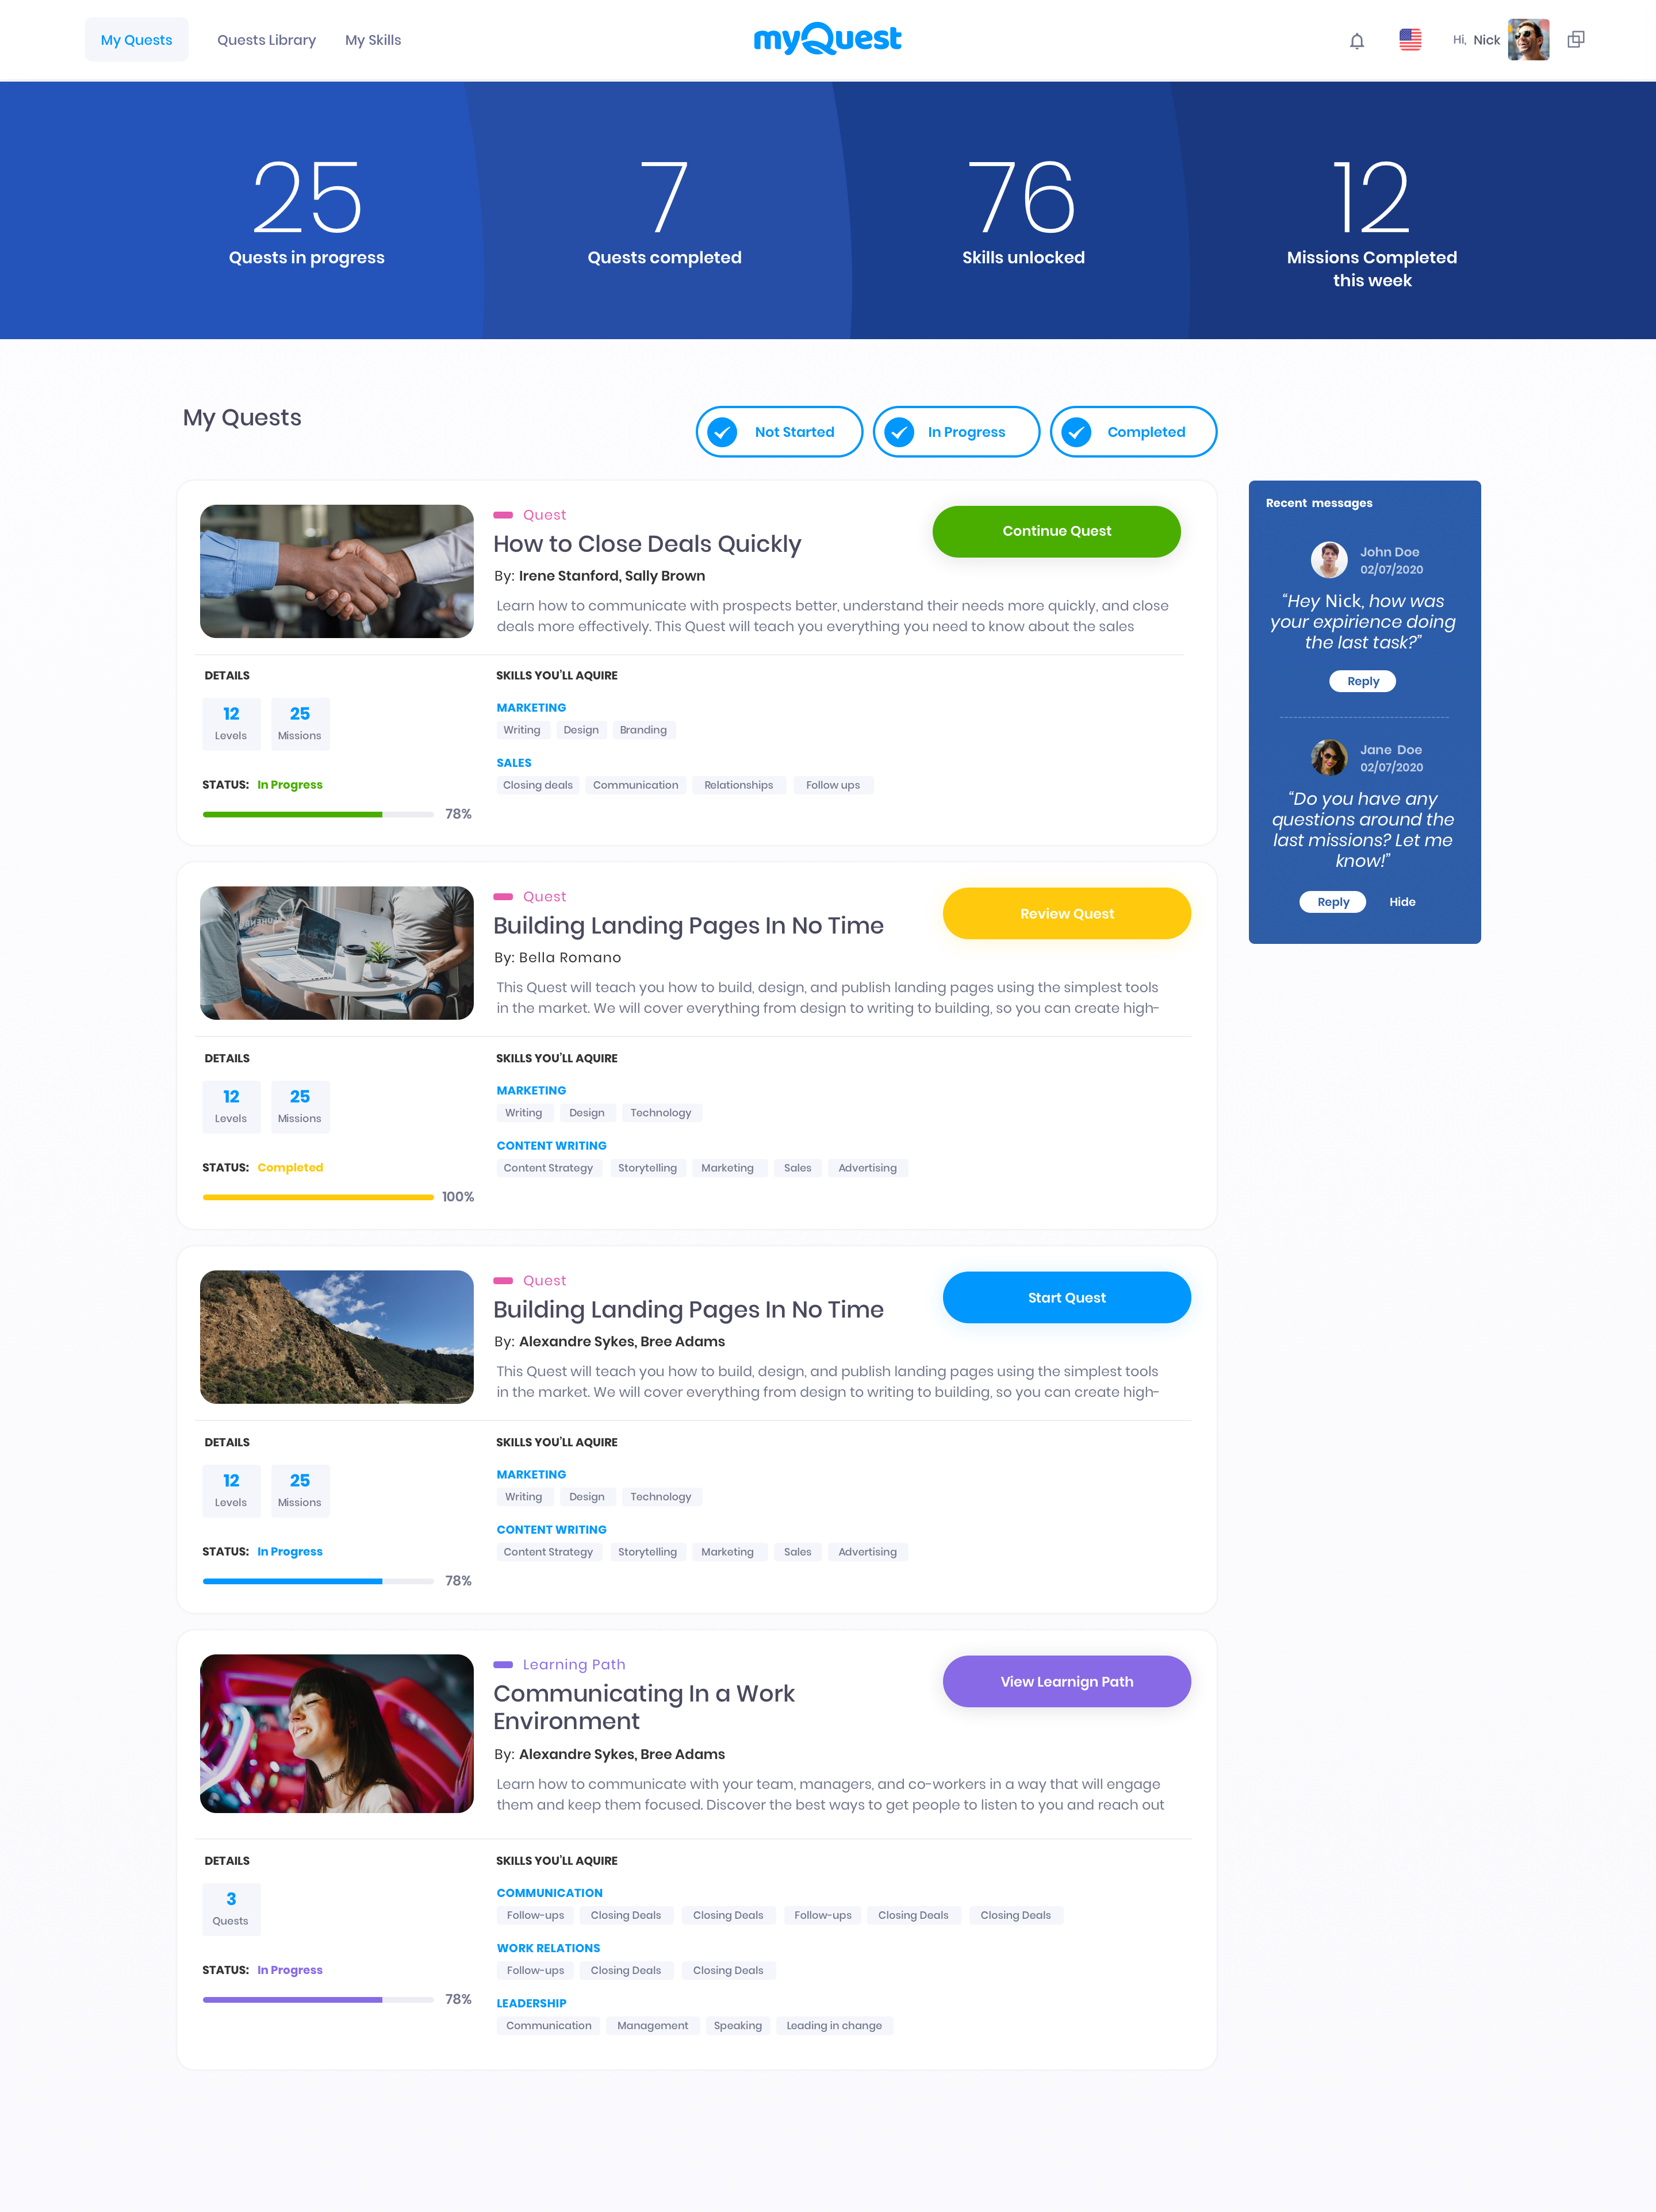 My Quests
Quests Library
My Skills
myQuest
Hi, Nick
25
Quests in progress
7
Quests completed
76
Skills unlocked
12
Missions Completed
this week
My Quests
Not Started
In Progress
Completed
Quest
How to Close Deals Quickly
By: Irene Stanford, Sally Brown
Learn how to communicate with prospects better, understand their needs more quickly, and close
deals more effectively. This Quest will teach you everything you need to know about the sales
Continue Quest
DETAILS
12
Levels
25
Missions
STATUS: In Progress
78%
SKILLS YOU'LL AQUIRE
MARKETING
Writing Design Branding
SALES
Closing deals Communication Relationships Follow ups
Recent messages
John Doe
02/07/2020
“Hey Nick, how was
your expirience doing
the last task?”
Reply
Jane Doe
02/07/2020
“Do you have any
questions around the
last missions? Let me
know!”
Reply Hide
Quest
Building Landing Pages In No Time
By: Bella Romano
This Quest will teach you how to build, design, and publish landing pages using the simplest tools
in the market. We will cover everything from design to writing to building, so you can create high-
Review Quest
DETAILS
12
Levels
25
Missions
STATUS: Completed
100%
SKILLS YOU'LL AQUIRE
MARKETING
Writing Design Technology
CONTENT WRITING
Content Strategy Storytelling Marketing Sales Advertising
Quest
Building Landing Pages In No Time
By: Alexandre Sykes, Bree Adams
This Quest will teach you how to build, design, and publish landing pages using the simplest tools
in the market. We will cover everything from design to writing to building, so you can create high-
Start Quest
DETAILS
12
Levels
25
Missions
STATUS: In Progress
78%
SKILLS YOU'LL AQUIRE
MARKETING
Writing Design Technology
CONTENT WRITING
Content Strategy Storytelling Marketing Sales Advertising
Learning Path
Communicating In a Work
Environment
By: Alexandre Sykes, Bree Adams
Learn how to communicate with your team, managers, and co-workers in a way that will engage
them and keep them focused. Discover the best ways to get people to listen to you and reach out
View Learnign Path
DETAILS
3
Quests
STATUS: In Progress
78%
SKILLS YOU'LL AQUIRE
COMMUNICATION
Follow-ups Closing Deals Closing Deals Follow-ups Closing Deals Closing Deals
WORK RELATIONS
Follow-ups Closing Deals Closing Deals
LEADERSHIP
Communication Management Speaking Leading in change